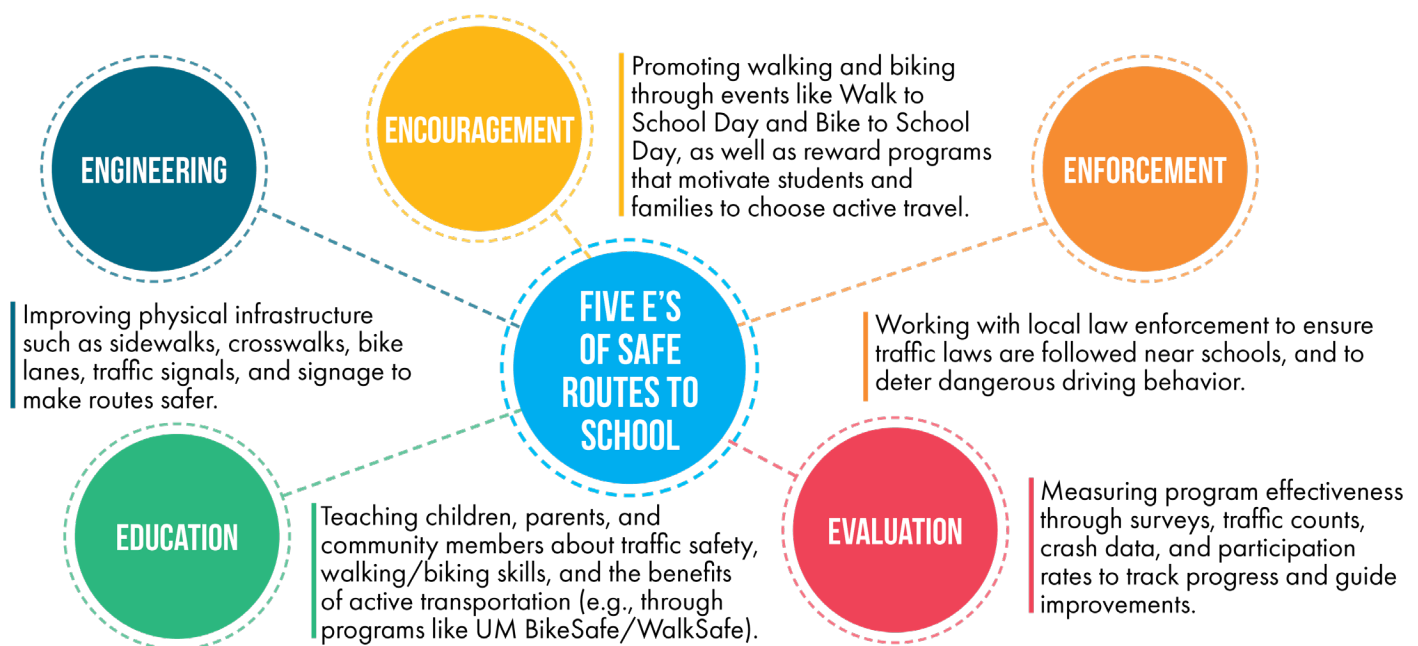 ENGINEERING
Improving physical infrastructure
such as sidewalks, crosswalks, bike
lanes, traffic signals, and signage to
make routes safer.
ENCOURAGEMENT
Promoting walking and biking
through events like Walk to
School Day and Bike to School
Day, as well as reward programs
that motivate students and
families to choose active travel.
ENFORCEMENT
Working with local law enforcement to ensure
traffic laws are followed near schools, and to
deter dangerous driving behavior.
FIVE E'S
OF SAFE
ROUTES TO
SCHOOL
EDUCATION
Teaching children, parents, and
community members about traffic safety,
walking/biking skills, and the benefits
of active transportation (e.g., through
programs like UM BikeSafe/WalkSafe).
EVALUATION
Measuring program effectiveness
through surveys, traffic counts,
crash data, and participation
rates to track progress and guide
improvements.